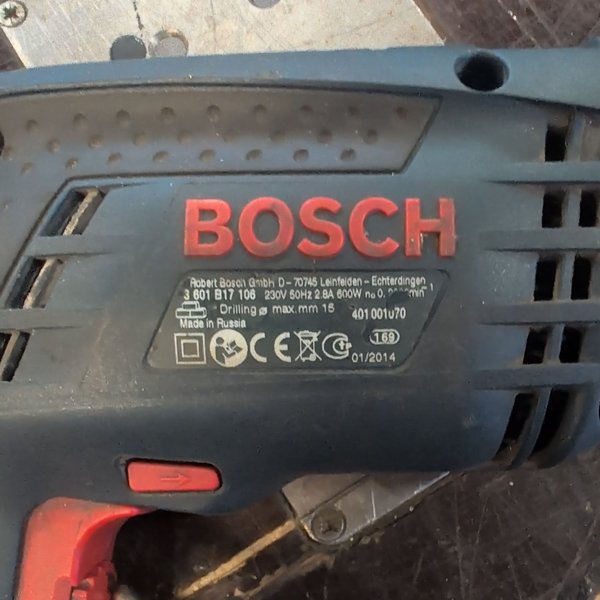 BOSCH
Robert Bosch GmbH D-70745 Leinfelden - Echterdingen
3 601 B17 106 230V 50Hz 2.8A 600W
Drilling ø max.mm 15
Made in Russia
169
CE
01/2014